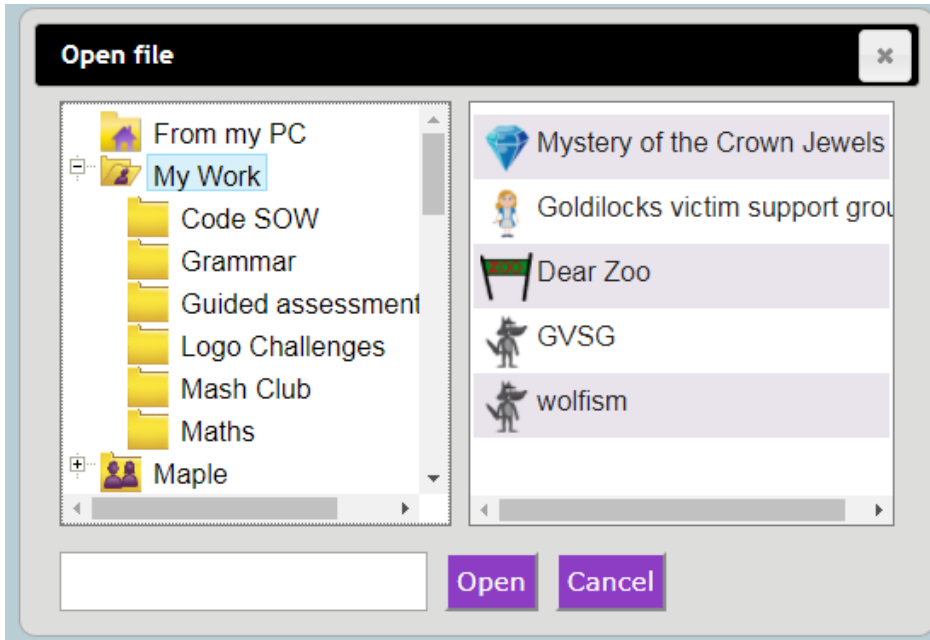 Open file
From my PC
My Work
Code SOW
Grammar
Guided assessment
Logo Challenges
Mash Club
Maths
Maple
Mystery of the Crown Jewels
Goldilocks victim support grou
ZOO
Dear Zoo
GVSG
wolfism
Open
Cancel